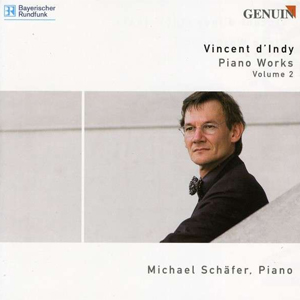 Bayerischer
Rundfunk
GENUIN
Vincent d'Indy
Piano Works
Volume 2
Michael Schäfer, Piano